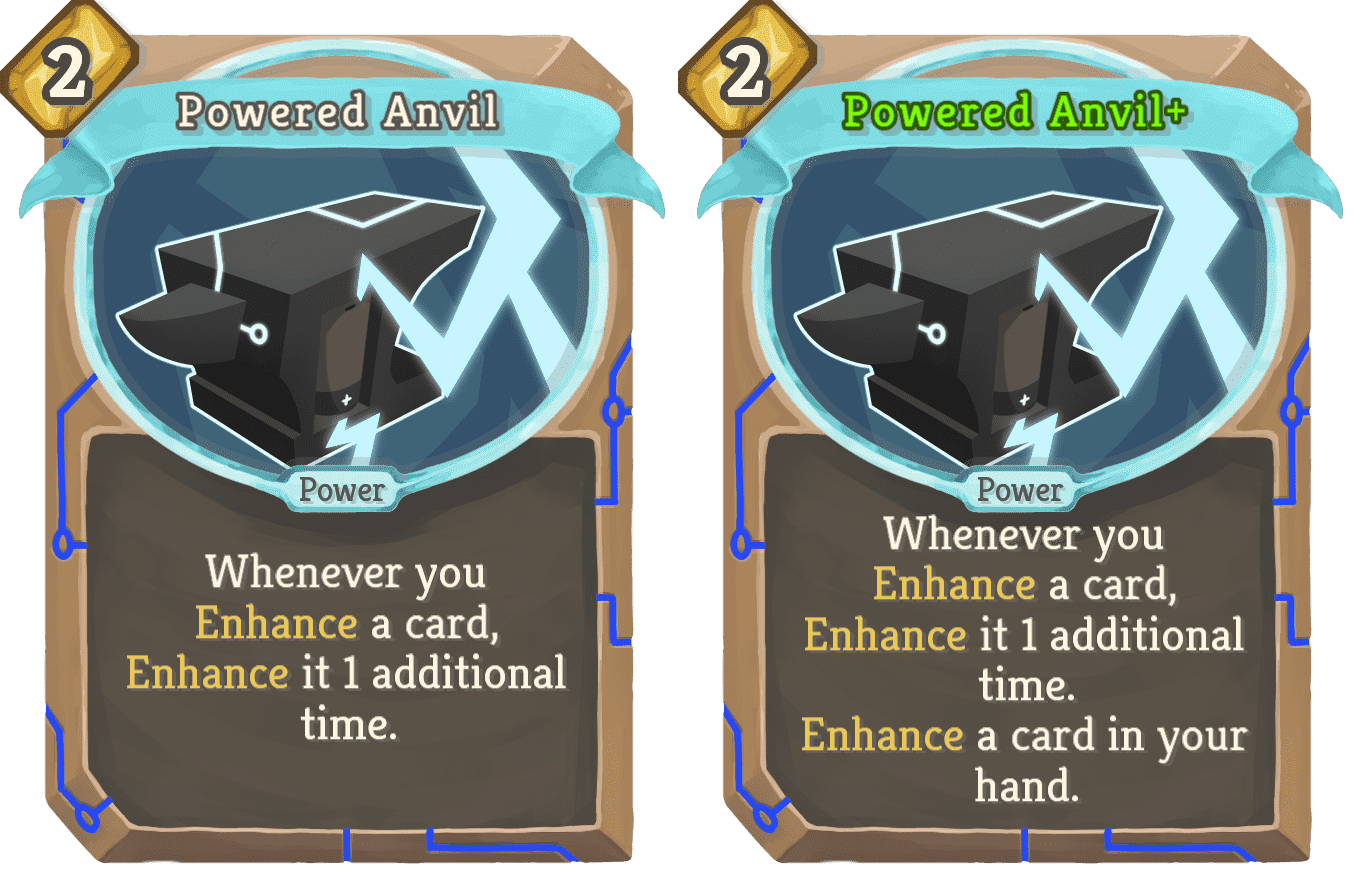 2
Powered Anvil
Power
Whenever you
Enhance a card,
Enhance it 1 additional
time.
2
Powered Anvil+
Power
Whenever you
Enhance a card,
Enhance it 1 additional
time.
Enhance a card in your
hand.